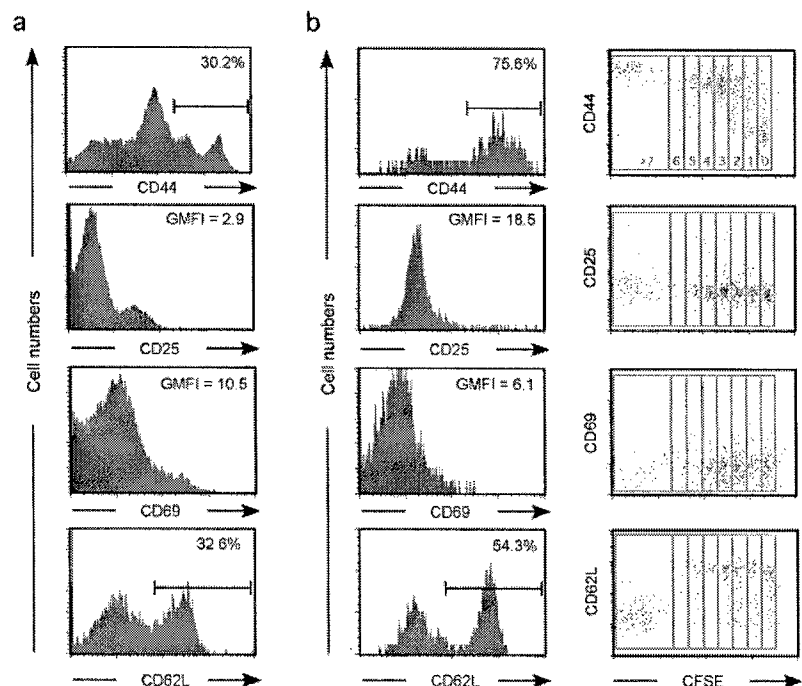 a
b
Cell numbers
Cell numbers
30.2%
CD44
75.6%
CD44
CD44
>7 6 5 4 3 2 1 0
GMFI = 2.9
CD25
GMFI = 18.5
CD25
CD25
GMFI = 10.5
CD69
GMFI = 6.1
CD69
CD69
32.6%
CD62L
54.3%
CD62L
CD62L
CFSE